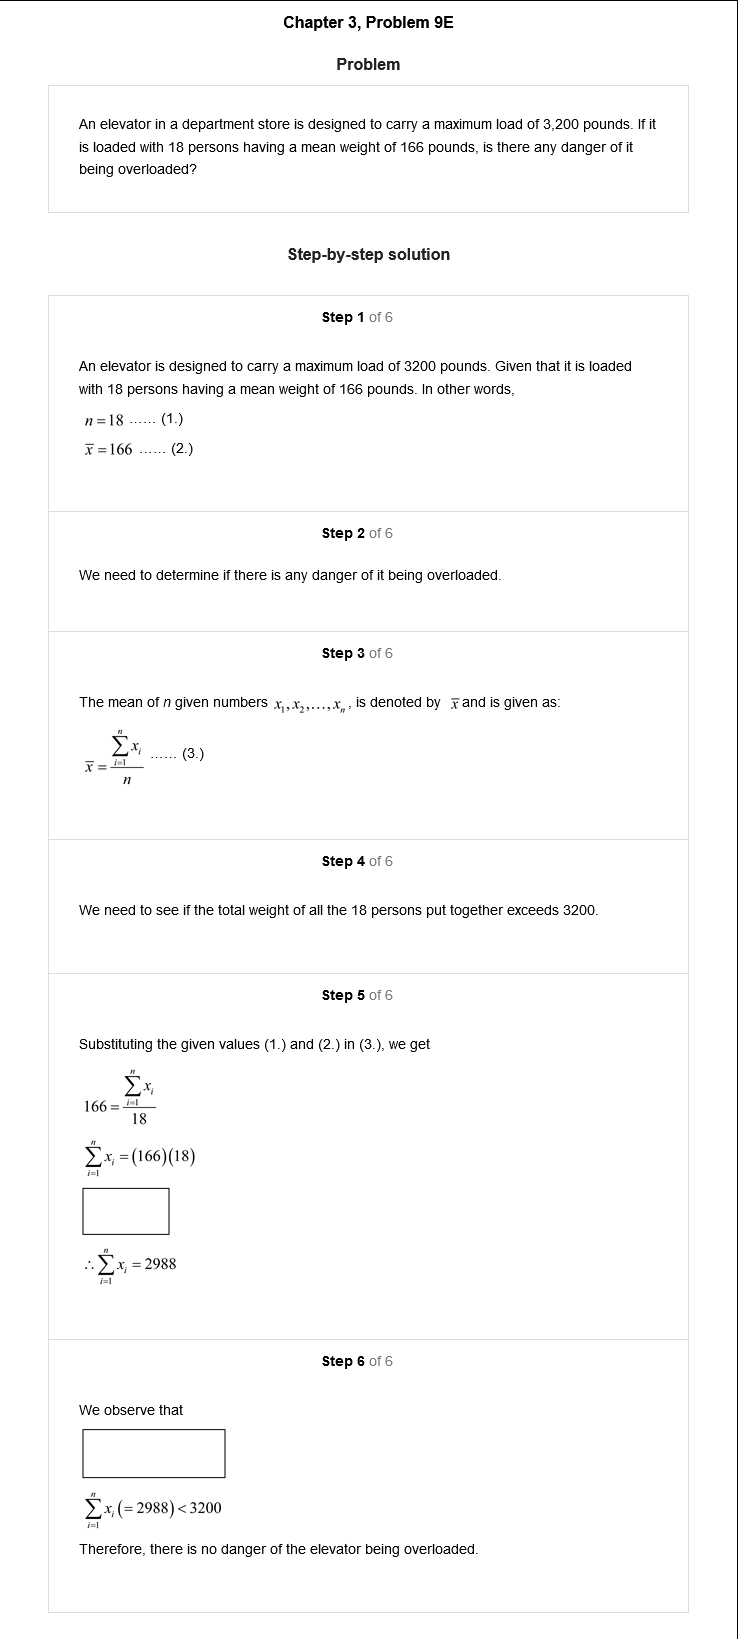 Chapter 3, Problem 9E
Problem
An elevator in a department store is designed to carry a maximum load of 3,200 pounds. If it
is loaded with 18 persons having a mean weight of 166 pounds, is there any danger of it
being overloaded?
Step-by-step solution
Step 1 of 6
An elevator is designed to carry a maximum load of 3200 pounds. Given that it is loaded
with 18 persons having a mean weight of 166 pounds. In other words,
n = 18 …… (1.)
x̅ = 166 …… (2.)
Step 2 of 6
We need to determine if there is any danger of it being overloaded.
Step 3 of 6
The mean of n given numbers x₁, x₂,…, xₙ, is denoted by x̅ and is given as:
x̅ = \frac{\sum_{i=1}^{n} x_i}{n} …… (3.)
Step 4 of 6
We need to see if the total weight of all the 18 persons put together exceeds 3200.
Step 5 of 6
Substituting the given values (1.) and (2.) in (3.), we get
166 = \frac{\sum_{i=1}^{n} x_i}{18}
\sum_{i=1}^{n} x_i = (166)(18)
∴ \sum_{i=1}^{n} x_i = 2988
Step 6 of 6
We observe that
\sum_{i=1}^{n} x_i (= 2988) < 3200
Therefore, there is no danger of the elevator being overloaded.